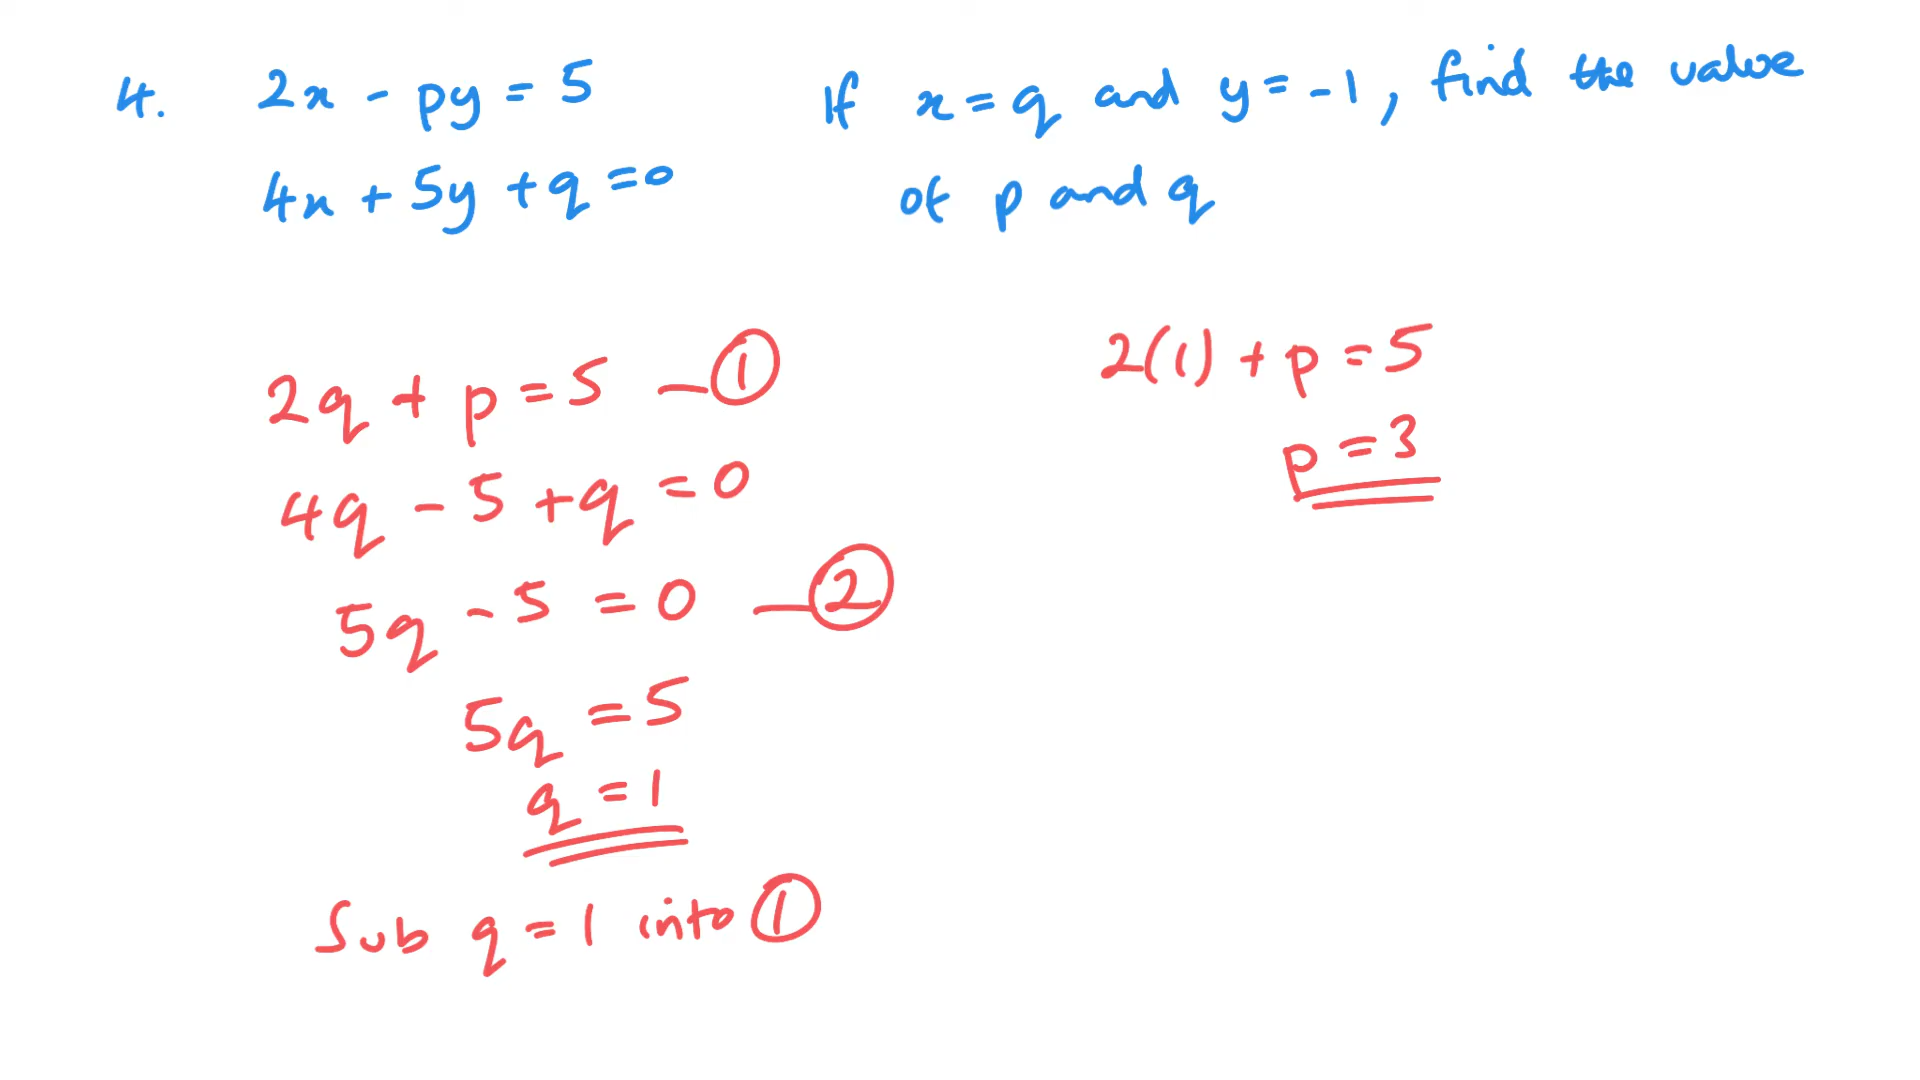 4. 2x - py = 5 If x = q and y = -1, find the value
4x + 5y + q = 0 of p and q
2q + p = 5 — ①
4q - 5 + q = 0
5q - 5 = 0 — ②
5q = 5
q = 1
Sub q = 1 into ①
2(1) + p = 5
p = 3